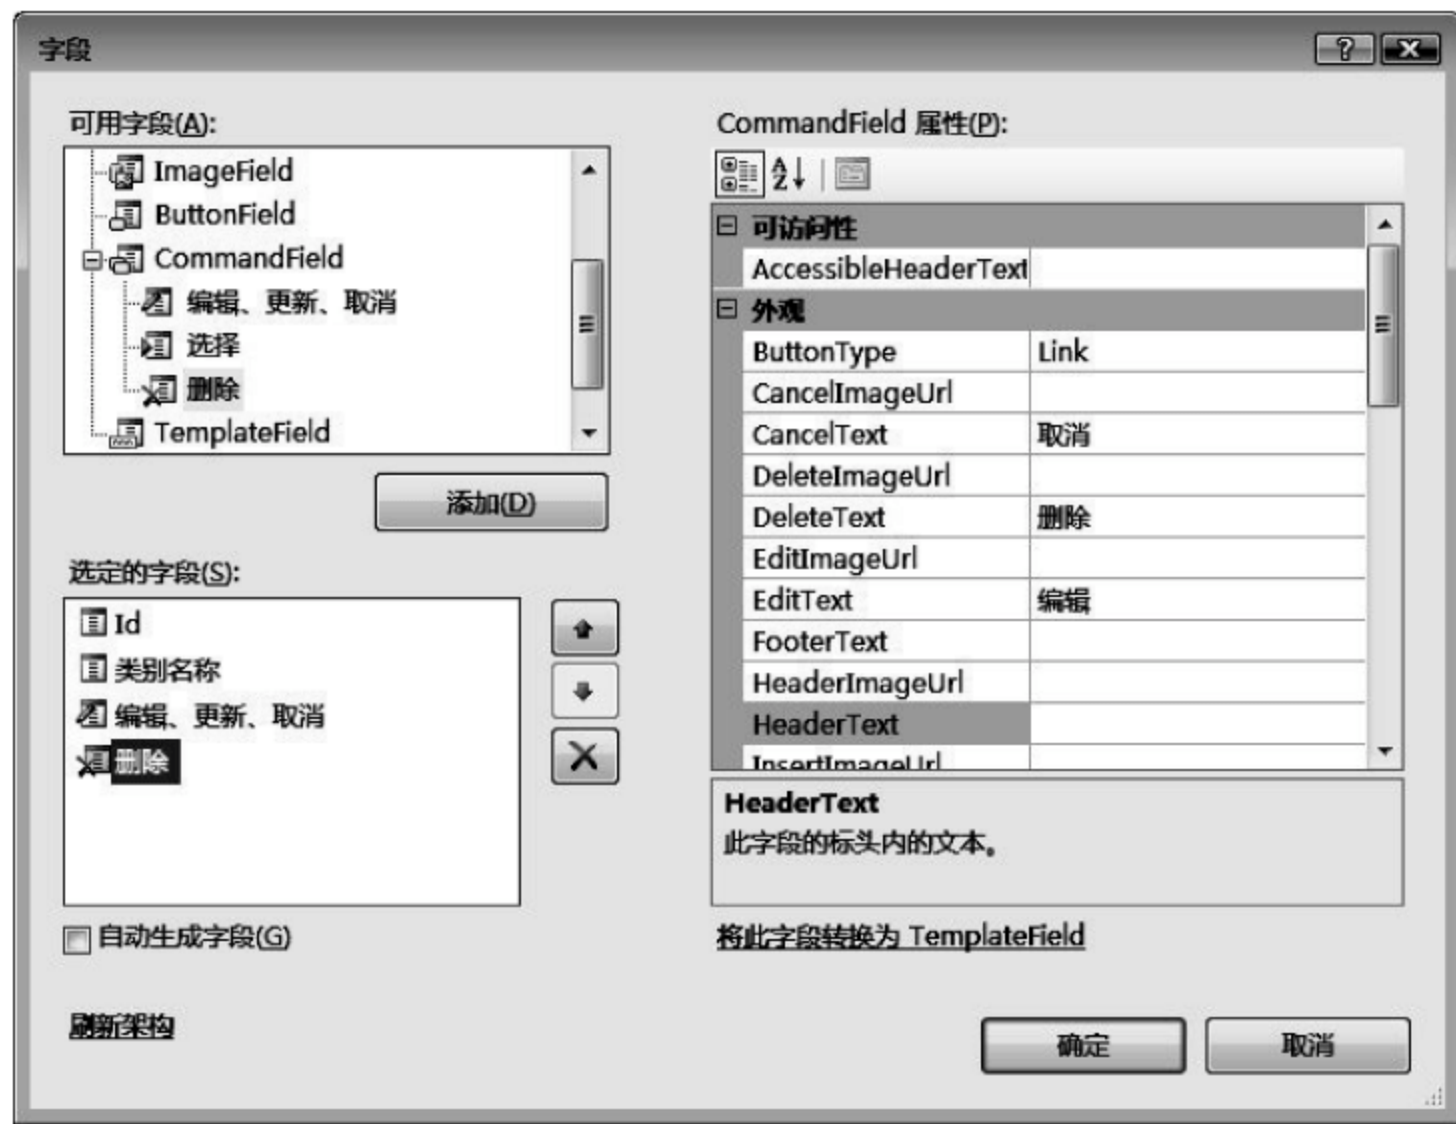 字段
可用字段(A):
ImageField
ButtonField
CommandField
编辑、更新、取消
选择
删除
TemplateField
添加(D)
选定的字段(S):
Id
类别名称
编辑、更新、取消
删除
自动生成字段(G)
刷新架构
CommandField 属性(P):
可访问性
AccessibleHeaderText
外观
ButtonType Link
CancelImageUrl
CancelText 取消
DeleteImageUrl
DeleteText 删除
EditImageUrl
EditText 编辑
FooterText
HeaderImageUrl
HeaderText
InsertImageUrl
HeaderText
此字段的标头内的文本。
将此字段转换为 TemplateField
确定 取消